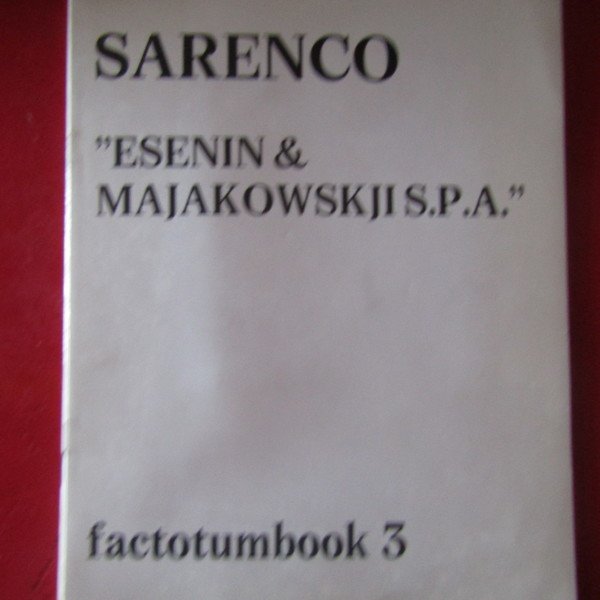 SARENCO
"ESENIN &
MAJAKOWSKJI S.P.A."
factotumbook 3